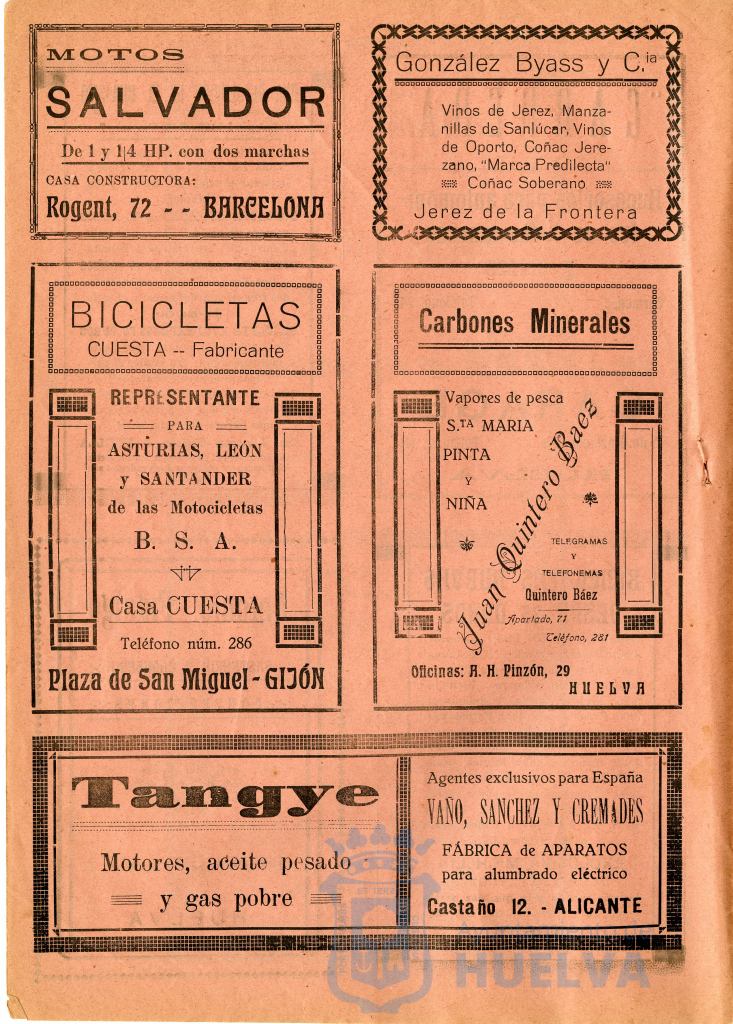 MOTOS
SALVADOR
De 1 y 1|4 HP. con dos marchas
CASA CONSTRUCTORA:
Rogent, 72 - - BARCELONA
González Byass y C.ia
Vinos de Jerez, Manza-
nillas de Sanlúcar, Vinos
de Oporto, Coñac Jere-
zano, "Marca Predilecta"
Coñac Soberano
Jerez de la Frontera
BICICLETAS
CUESTA -- Fabricante
REPRESENTANTE
PARA
ASTURIAS, LEÓN
y SANTANDER
de las Motocicletas
B. S. A.
Casa CUESTA
Teléfono núm. 286
Plaza de San Miguel - GIJÓN
Carbones Minerales
Vapores de pesca
S.TA MARIA
PINTA
Y
NIÑA
Juan Quintero Baez
TELEGRAMAS
Y
TELEFONEMAS
Quintero Báez
Apartado, 71
Teléfono, 281
Oficinas: A. H. Pinzón, 29
HUELVA
Tangye
Motores, aceite pesado
y gas pobre
Agentes exclusivos para España
VAÑO, SANCHEZ Y CREMADES
FÁBRICA de APARATOS
para alumbrado eléctrico
Castaño 12. - ALICANTE
HUELVA